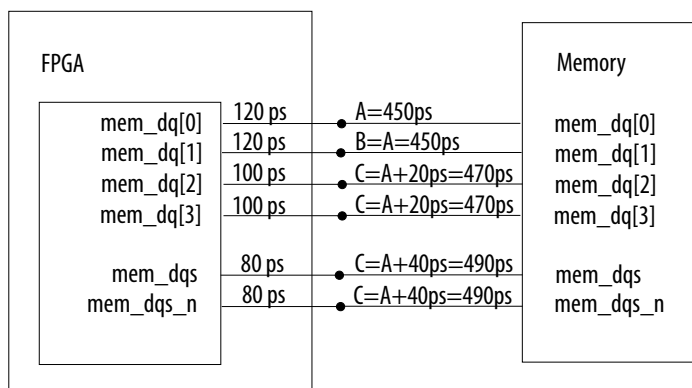 FPGA
Memory
mem_dq[0] 120 ps A=450ps mem_dq[0]
mem_dq[1] 120 ps B=A=450ps mem_dq[1]
mem_dq[2] 100 ps C=A+20ps=470ps mem_dq[2]
mem_dq[3] 100 ps C=A+20ps=470ps mem_dq[3]
mem_dqs 80 ps C=A+40ps=490ps mem_dqs
mem_dqs_n 80 ps C=A+40ps=490ps mem_dqs_n